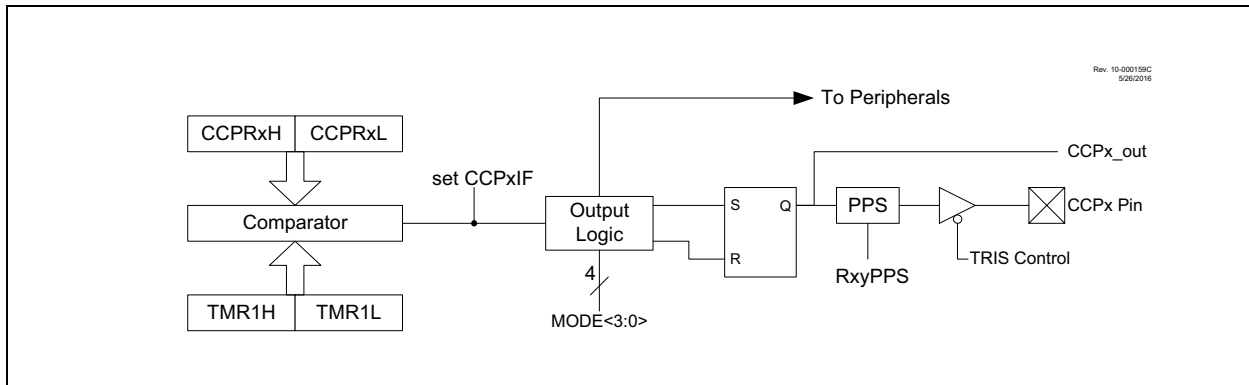 Rev. 10-000159C
5/26/2016
To Peripherals
CCPRxH CCPRxL
CCPx_out
set CCPxIF
Comparator
Output
Logic
S Q
R
PPS
CCPx Pin
TRIS Control
RxyPPS
4
MODE<3:0>
TMR1H TMR1L